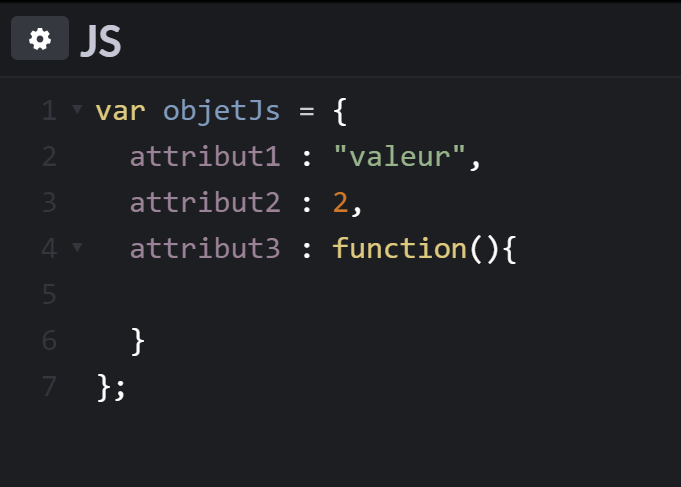 JS
1 var objetJs = {
2 attribut1 : "valeur",
3 attribut2 : 2,
4 attribut3 : function(){
5
6 }
7 };